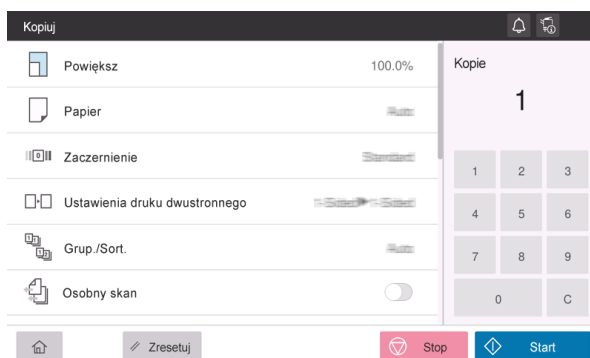 Kopiuj
Powiększ 100.0%
Papier
Zaczernienie
Ustawienia druku dwustronnego
Grup./Sort.
Osobny skan
Kopie
1
1 2 3
4 5 6
7 8 9
0 C
Zresetuj
Stop
Start